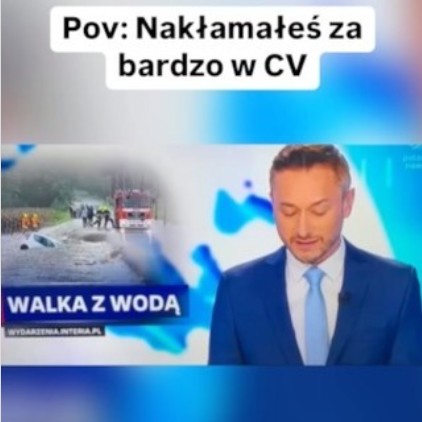 Pov: Nakłamałeś za
bardzo w CV
WALKA Z WODĄ
WYDARZENIA.INTERIA.PL